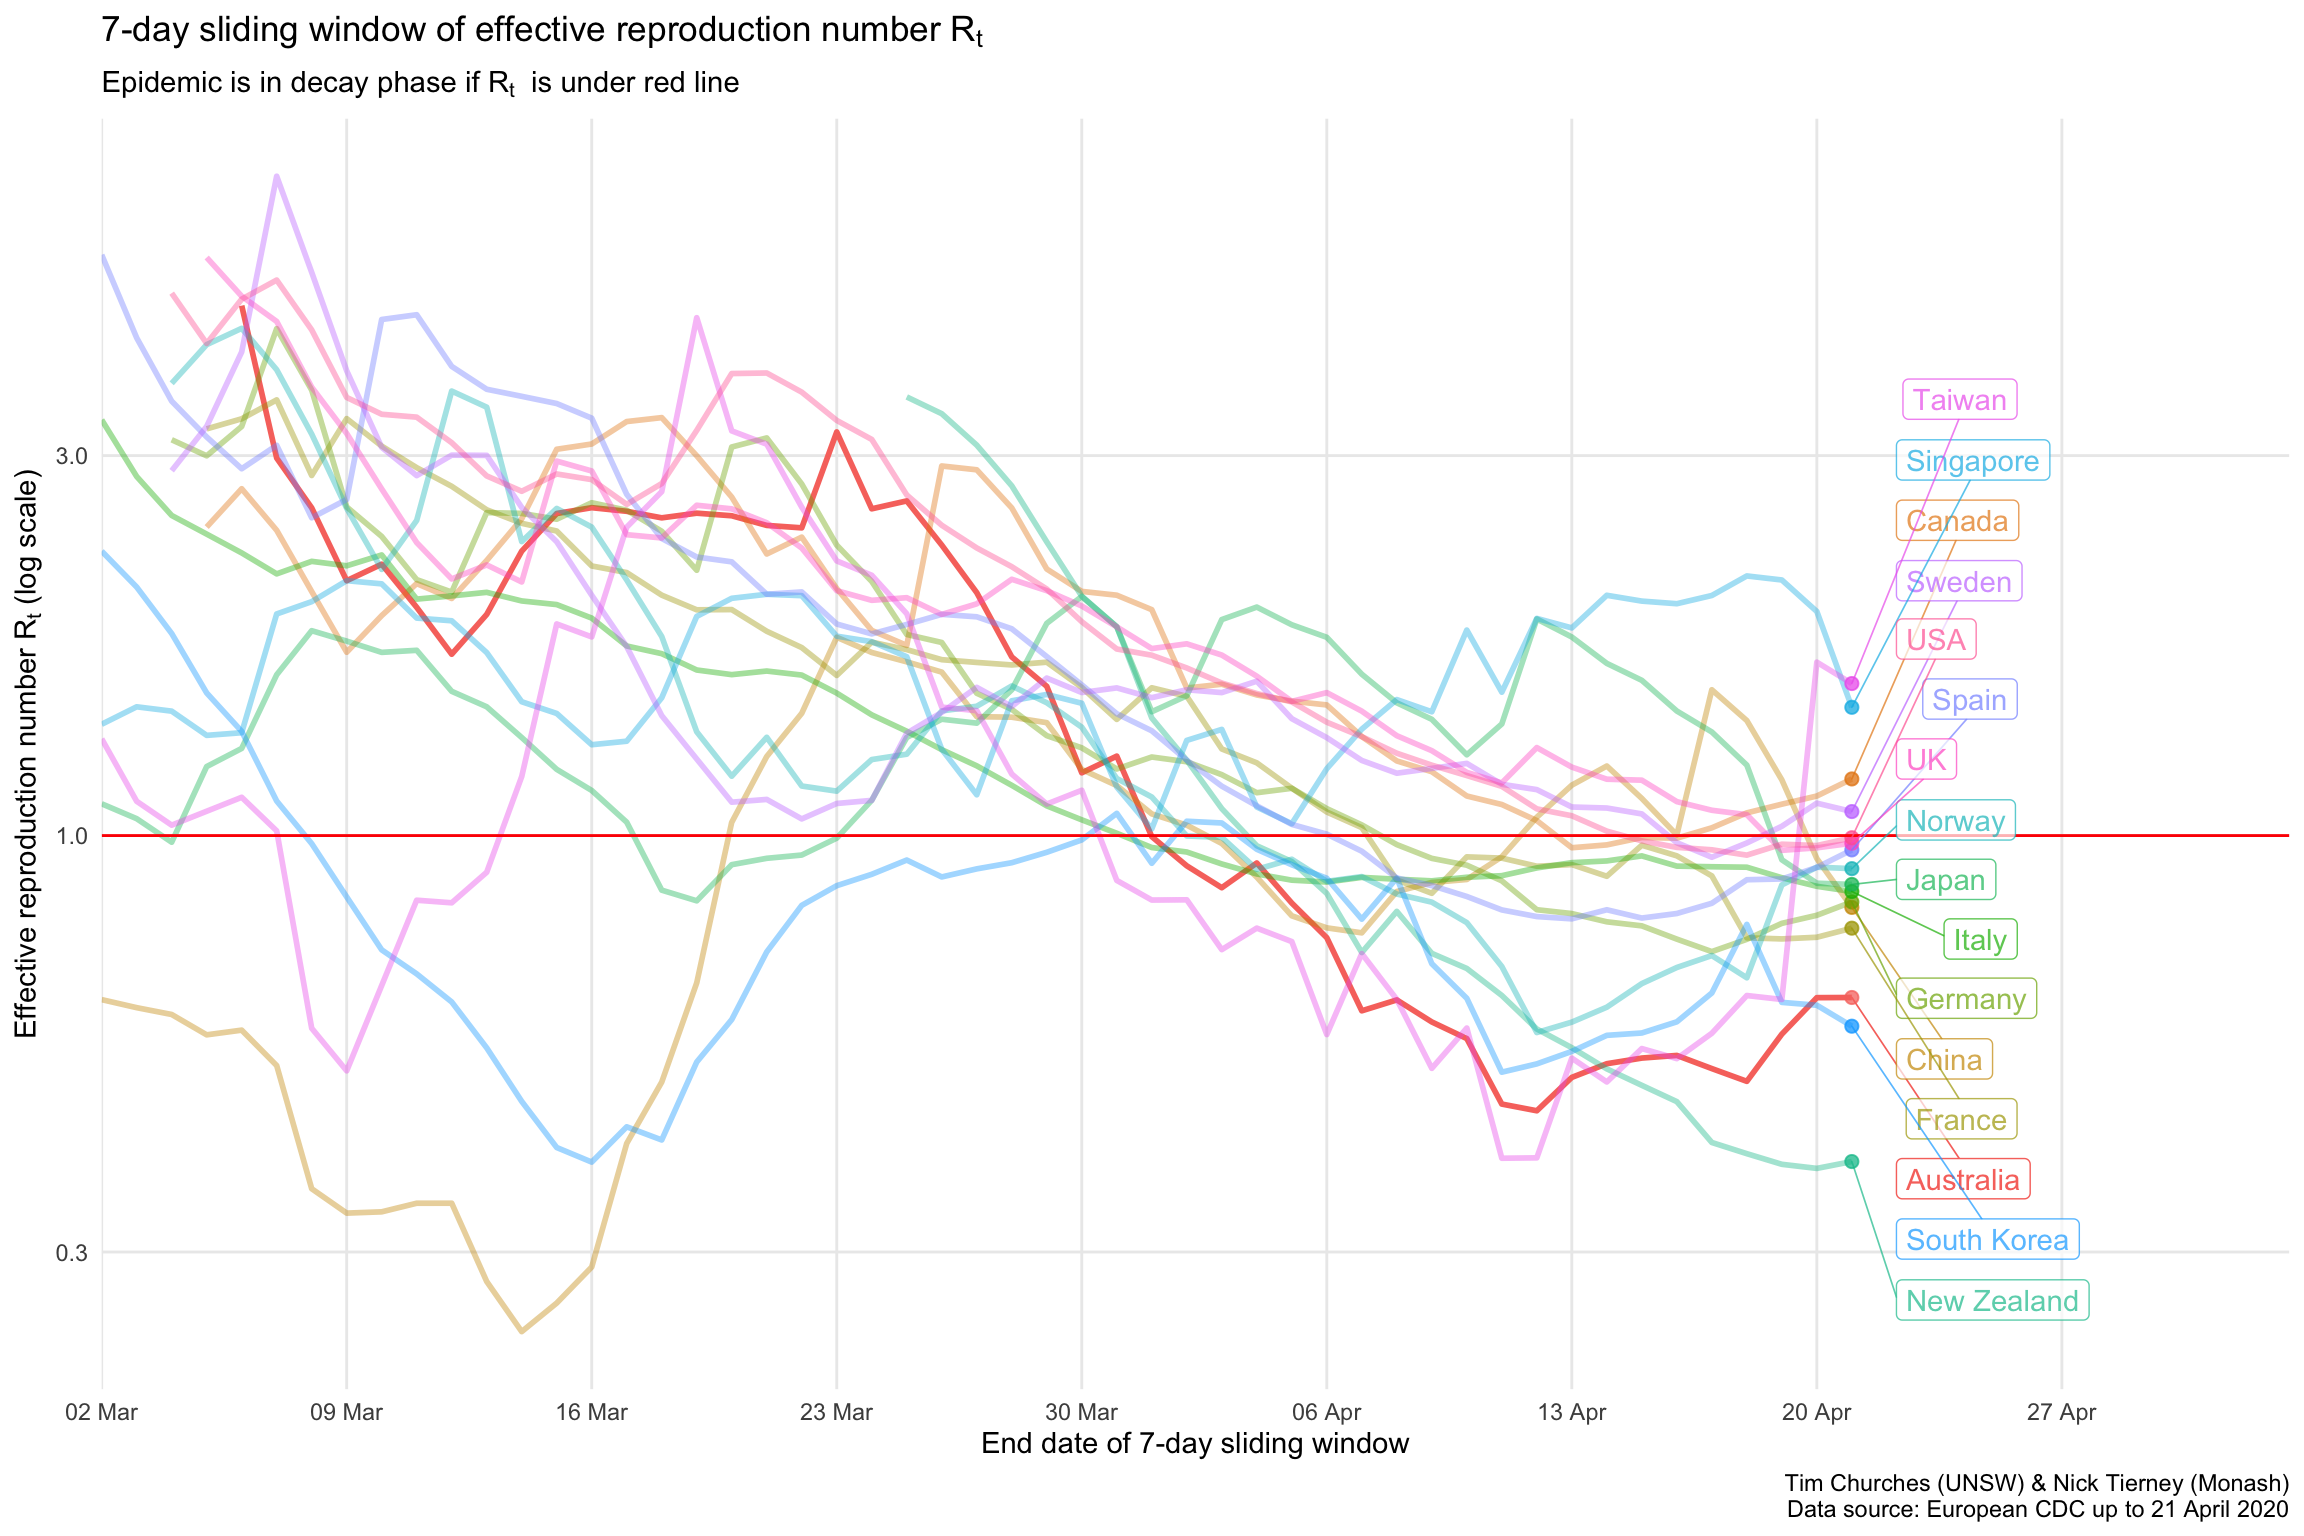 7-day sliding window of effective reproduction number Rt
Epidemic is in decay phase if Rt is under red line
Effective reproduction number Rt (log scale)
3.0
1.0
0.3
Taiwan
Singapore
Canada
Sweden
USA
Spain
UK
Norway
Japan
Italy
Germany
China
France
Australia
South Korea
New Zealand
02 Mar
09 Mar
16 Mar
23 Mar
30 Mar
06 Apr
13 Apr
20 Apr
27 Apr
End date of 7-day sliding window
Tim Churches (UNSW) & Nick Tierney (Monash)
Data source: European CDC up to 21 April 2020